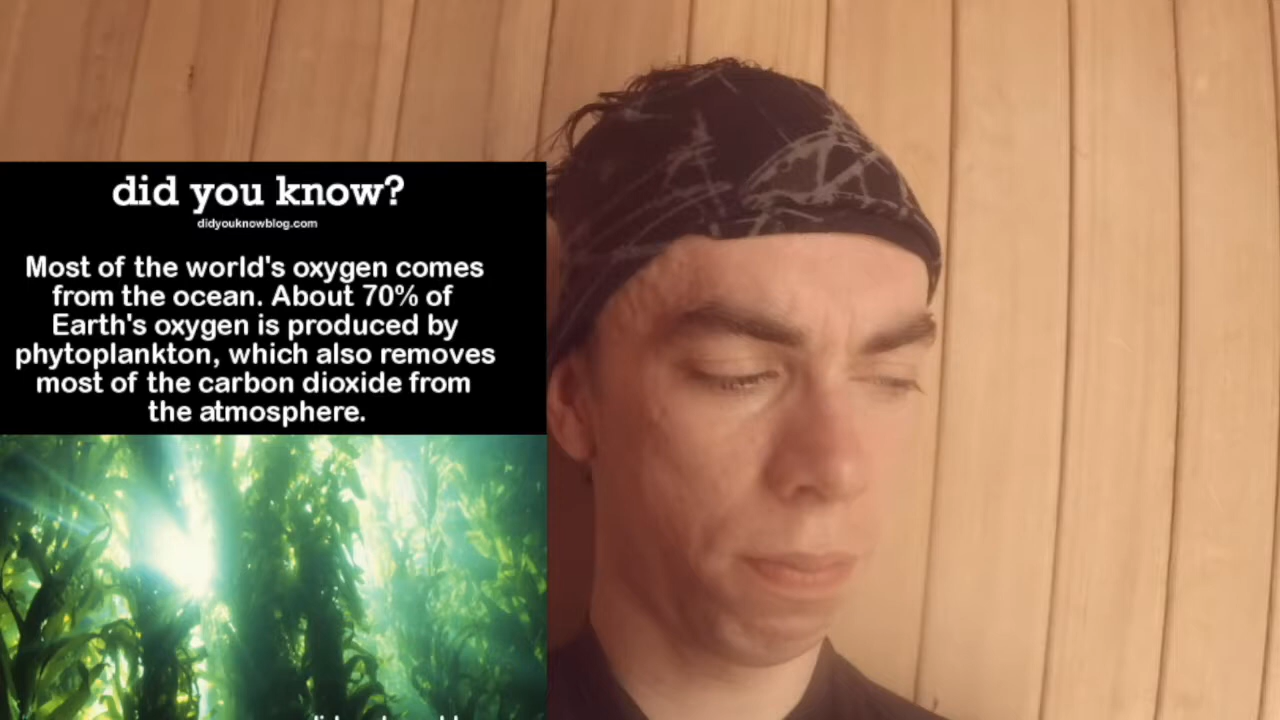 did you know?
didyouknowblog.com
Most of the world's oxygen comes
from the ocean. About 70% of
Earth's oxygen is produced by
phytoplankton, which also removes
most of the carbon dioxide from
the atmosphere.